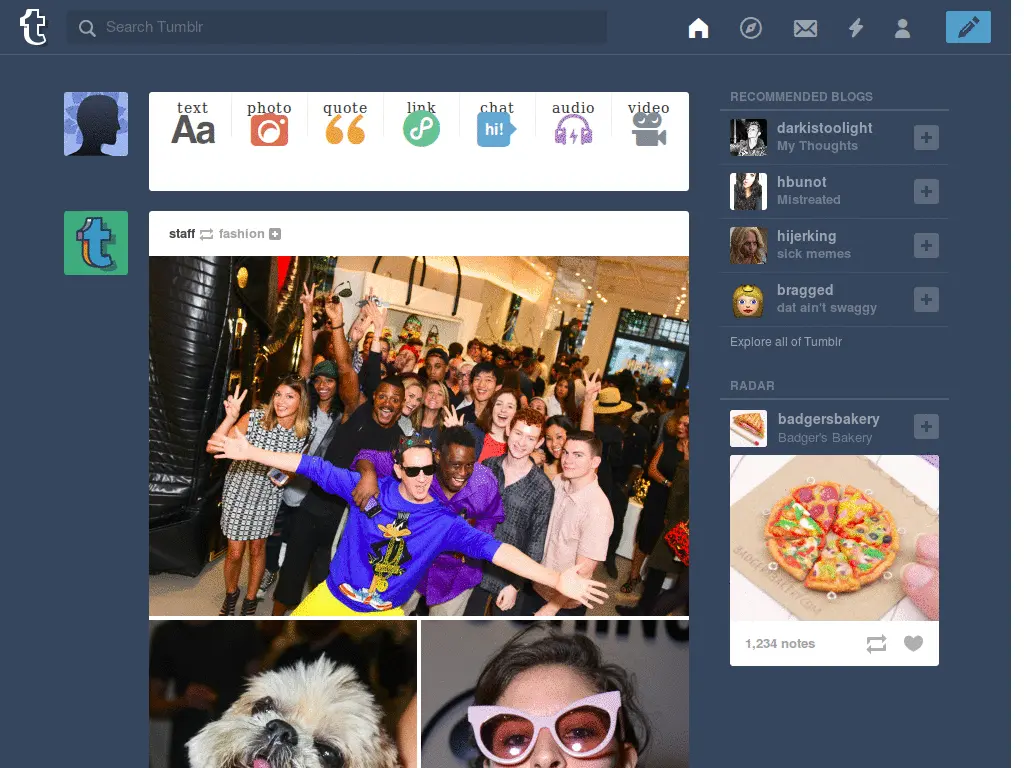 Search Tumblr
text photo quote link chat audio video
Aa hi!
staff fashion
RECOMMENDED BLOGS
darkistoolight
My Thoughts
hbunot
Mistreated
hijerking
sick memes
bragged
dat ain't swaggy
Explore all of Tumblr
RADAR
badgersbakery
Badger's Bakery
1,234 notes